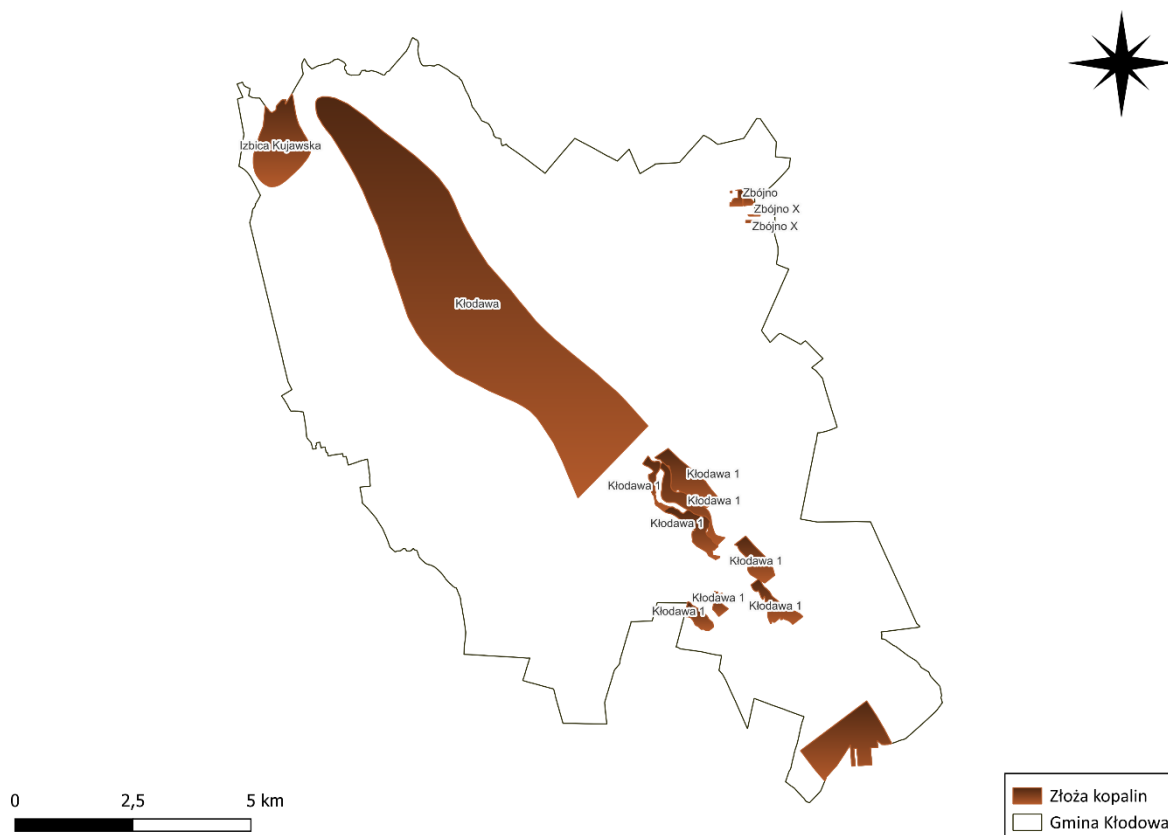 Izbica Kujawska
Zbójno
Zbójno X
Zbójno X
Kłodawa
Kłodawa 1
Kłodawa 1
Kłodawa 1
Kłodawa 1
Kłodawa 1
Kłodawa 1
Kłodawa 1
Kłodawa 1
0 2,5 5 km
Złoża kopalin
Gmina Kłodowa